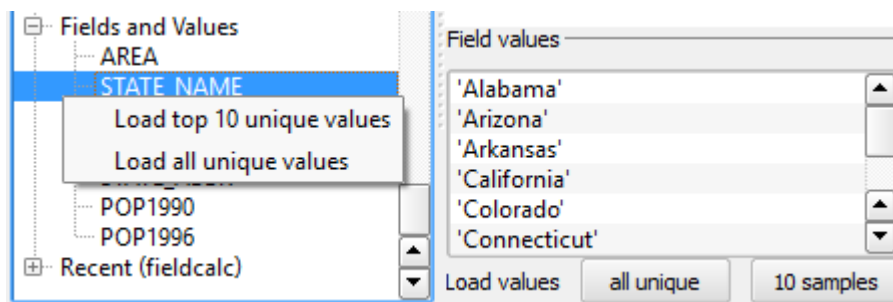 Fields and Values
AREA
STATE_NAME
Load top 10 unique values
Load all unique values
POP1990
POP1996
Recent (fieldcalc)
Field values
'Alabama'
'Arizona'
'Arkansas'
'California'
'Colorado'
'Connecticut'
Load values
all unique
10 samples